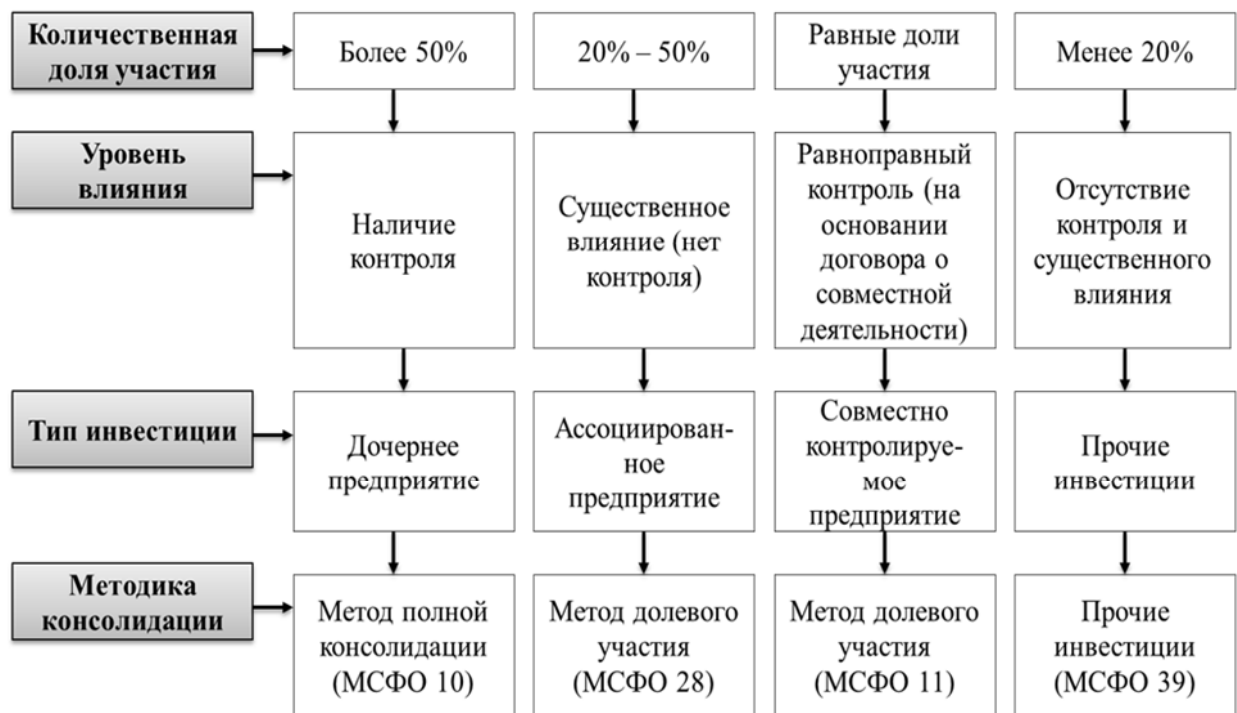 Количественная
доля участия
Более 50%
20% – 50%
Равные доли
участия
Менее 20%
Уровень
влияния
Наличие
контроля
Существенное
влияние (нет
контроля)
Равноправный
контроль (на
основании
договора о
совместной
деятельности)
Отсутствие
контроля и
существенного
влияния
Тип инвестиции
Дочернее
предприятие
Ассоциирован-
ное
предприятие
Совместно
контролируе-
мое
предприятие
Прочие
инвестиции
Методика
консолидации
Метод полной
консолидации
(МСФО 10)
Метод долевого
участия
(МСФО 28)
Метод долевого
участия
(МСФО 11)
Прочие
инвестиции
(МСФО 39)